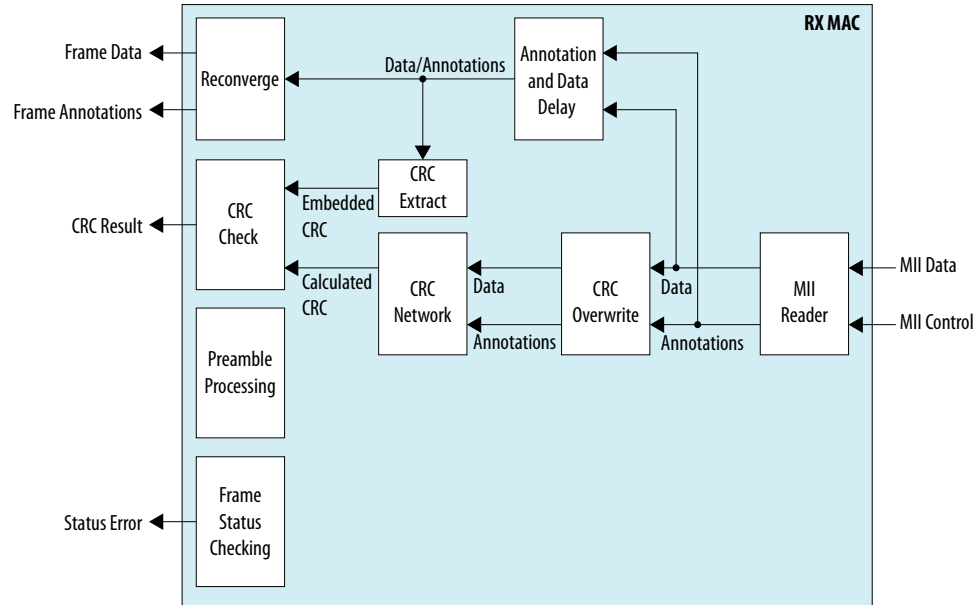 RX MAC
Frame Data
Frame Annotations
Reconverge
Data/Annotations
Annotation
and Data
Delay
CRC
Extract
Embedded
CRC
CRC Result
CRC
Check
Calculated
CRC
CRC
Network
Data
Annotations
CRC
Overwrite
Data
Annotations
MII
Reader
MII Data
MII Control
Preamble
Processing
Status Error
Frame
Status
Checking